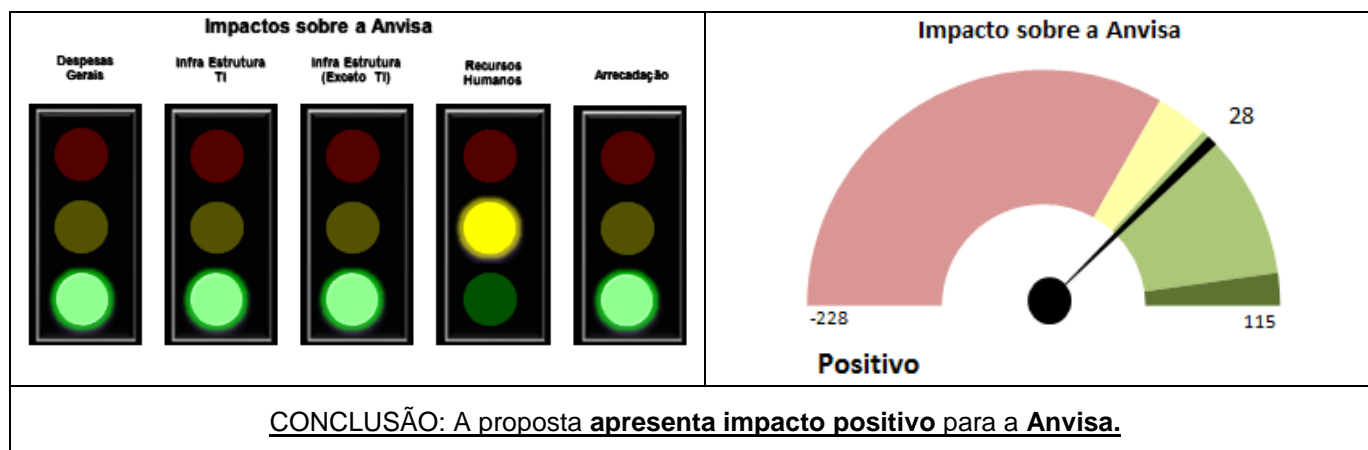 Impactos sobre a Anvisa
Despesas
Gerais
Infra Estrutura
TI
Infra Estrutura
(Exceto TI)
Recursos
Humanos
Arrecadação
Impacto sobre a Anvisa
28
-228
115
Positivo
CONCLUSÃO: A proposta apresenta impacto positivo para a Anvisa.